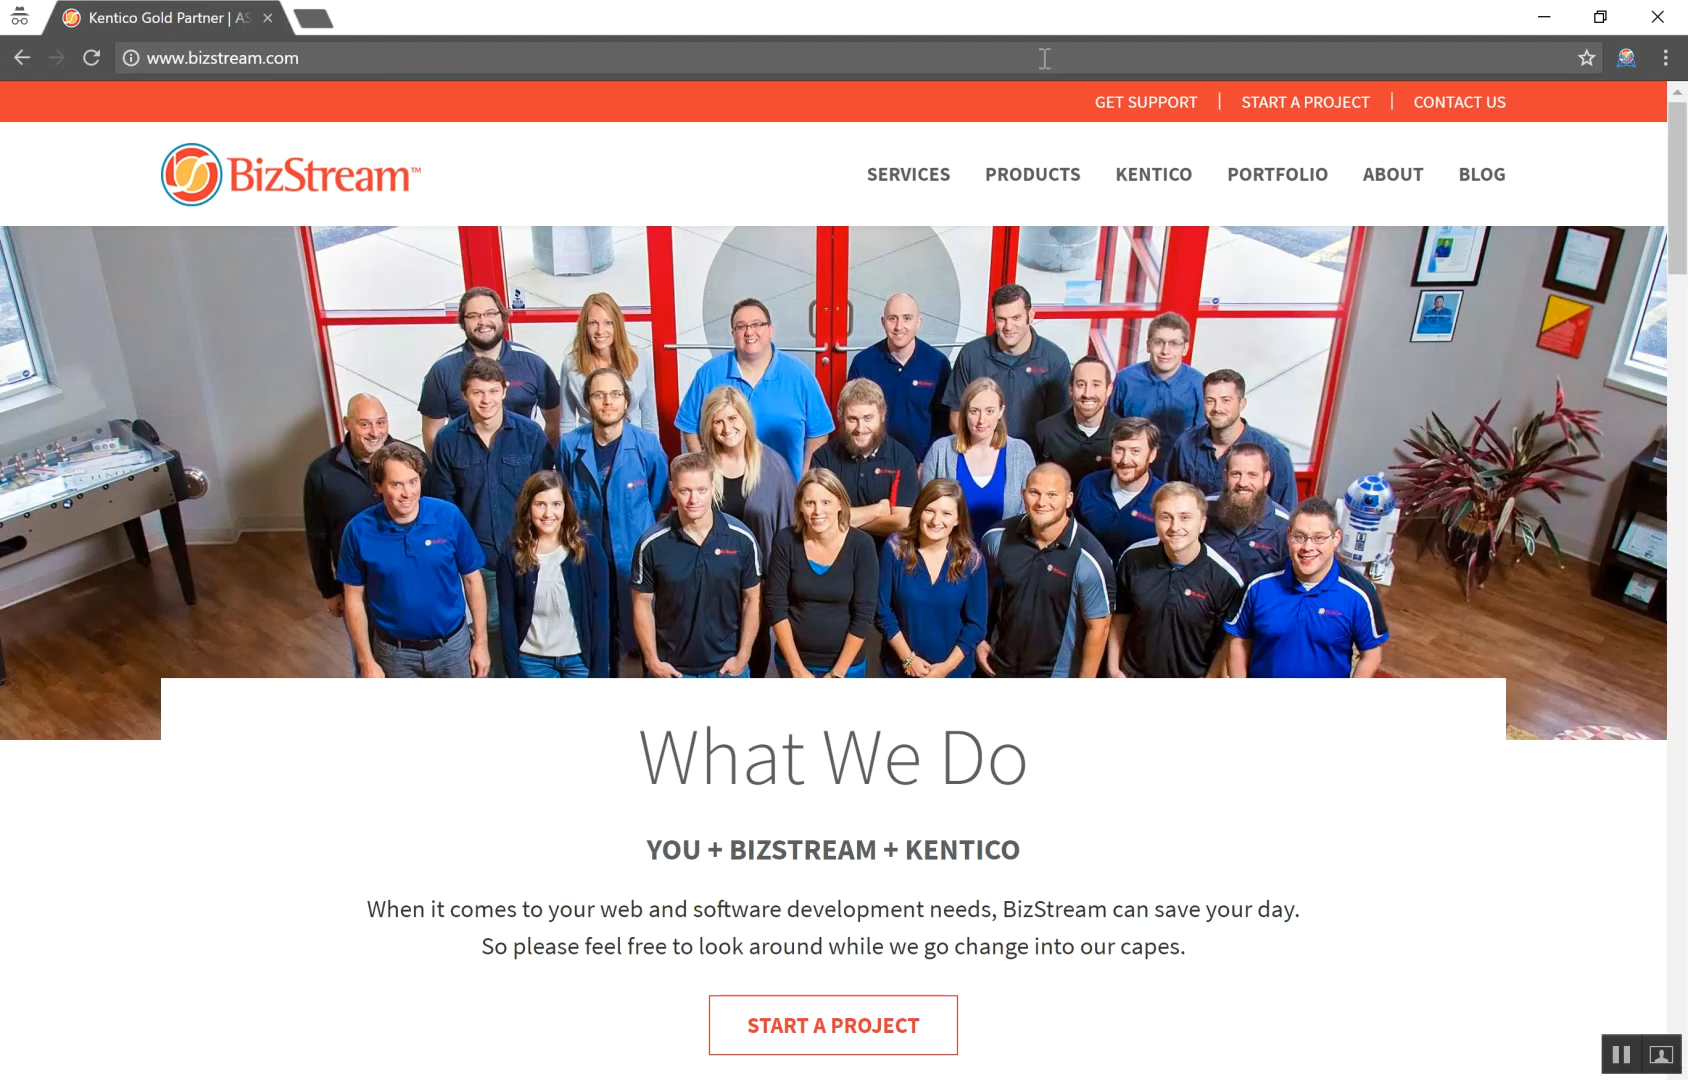 Kentico Gold Partner | AS
www.bizstream.com
GET SUPPORT | START A PROJECT | CONTACT US
BizStream™
SERVICES PRODUCTS KENTICO PORTFOLIO ABOUT BLOG
What We Do
YOU + BIZSTREAM + KENTICO
When it comes to your web and software development needs, BizStream can save your day.
So please feel free to look around while we go change into our capes.
START A PROJECT